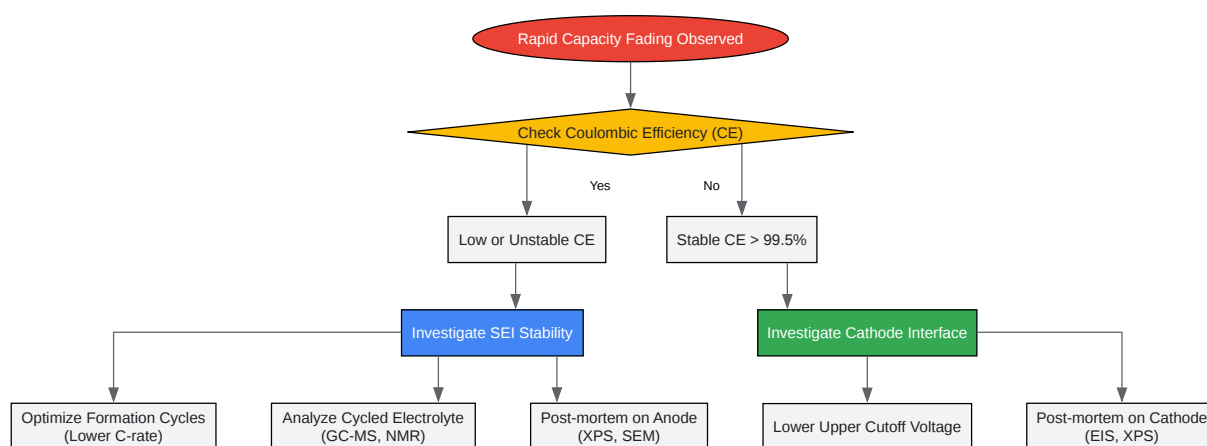 Rapid Capacity Fading Observed
Check Coulombic Efficiency (CE)
Yes
No
Low or Unstable CE
Stable CE > 99.5%
Investigate SEI Stability
Investigate Cathode Interface
Optimize Formation Cycles
(Lower C-rate)
Analyze Cycled Electrolyte
(GC-MS, NMR)
Post-mortem on Anode
(XPS, SEM)
Lower Upper Cutoff Voltage
Post-mortem on Cathode
(EIS, XPS)